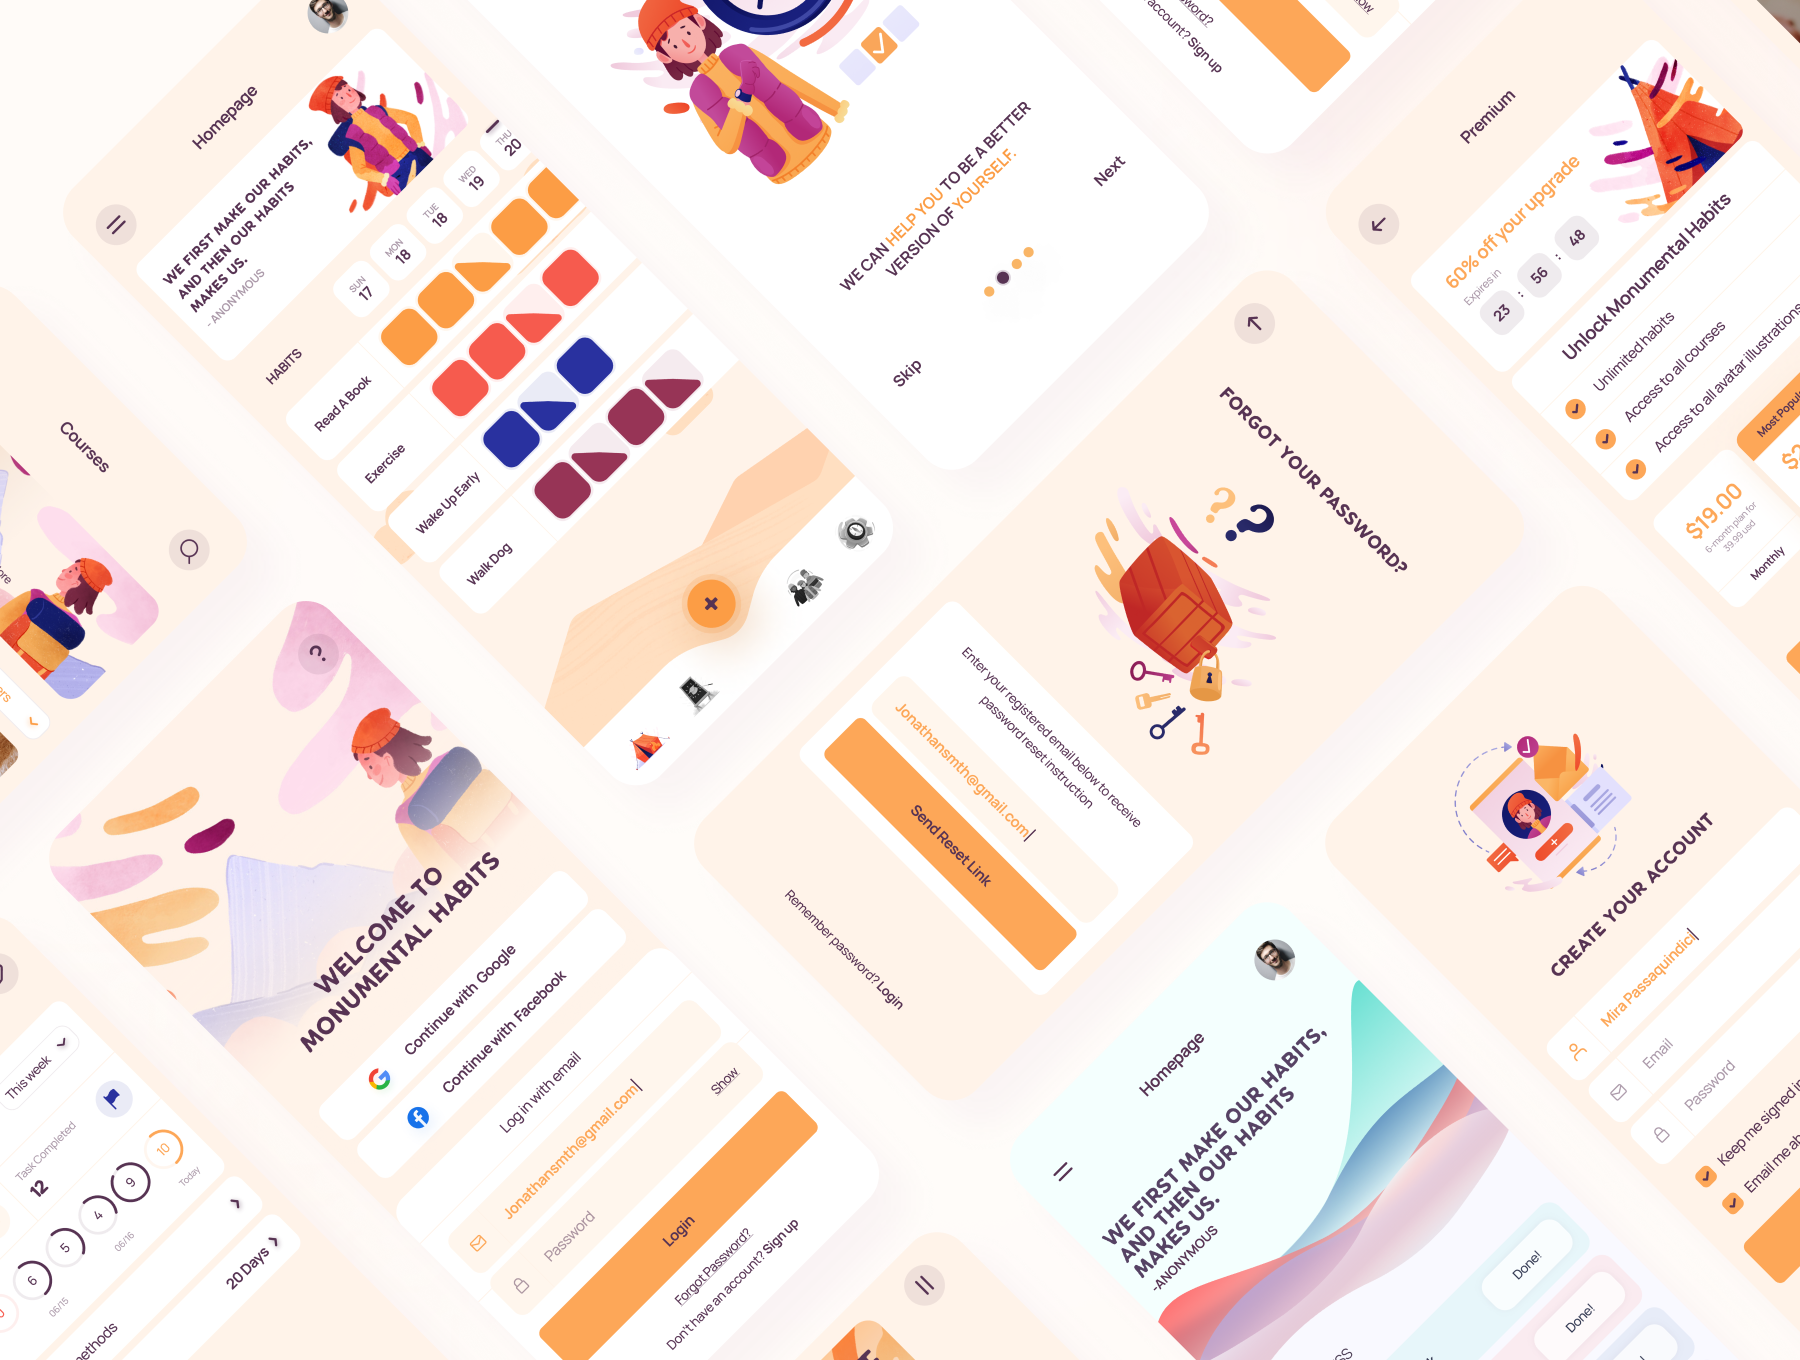 Homepage
WE FIRST MAKE OUR HABITS,
AND THEN OUR HABITS
MAKES US.
- ANONYMOUS
HABITS
SUN
17
MON
18
TUE
18
WED
19
THU
20
Read A Book
Exercise
Wake Up Early
Walk Dog
WE CAN HELP YOU TO BE A BETTER
VERSION OF YOURSELF.
Skip
Next
account? Sign up
Premium
60% off your upgrade
Expires in
23 : 56 : 48
Unlock Monumental Habits
Unlimited habits
Access to all courses
Access to all avatar illustrations
$19.00
6-month plan for
39.99 usd
Monthly
Courses
FORGOT YOUR PASSWORD?
Enter your registered email below to receive
password reset instruction
Jonathansmth@gmail.com
Send Reset Link
Remember password? Login
WELCOME TO
MONUMENTAL HABITS
Continue with Google
Continue with Facebook
Log in with email
Jonathansmth@gmail.com
Password
Show
Login
Forgot Password?
Don't have an account? Sign up
CREATE YOUR ACCOUNT
Mira Passaquindici
Email
Password
Keep me signed in
Email me
This week
Task Completed
12
6
5
4
9
10
06/15
06/16
Today
20 Days
Homepage
WE FIRST MAKE OUR HABITS,
AND THEN OUR HABITS
MAKES US.
-ANONYMOUS
Done!
Done!